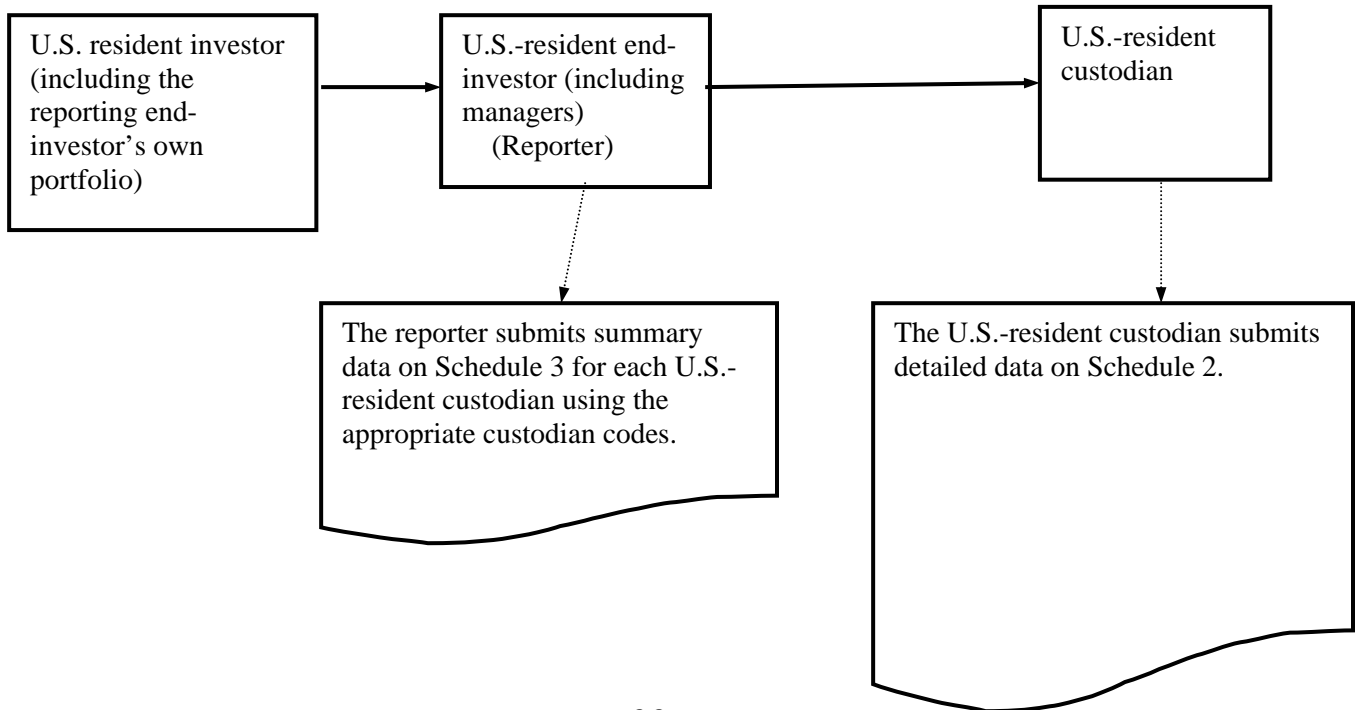 U.S. resident investor
(including the
reporting end-
investor’s own
portfolio)
U.S.-resident end-
investor (including
managers)
(Reporter)
U.S.-resident
custodian
The reporter submits summary
data on Schedule 3 for each U.S.-
resident custodian using the
appropriate custodian codes.
The U.S.-resident custodian submits
detailed data on Schedule 2.